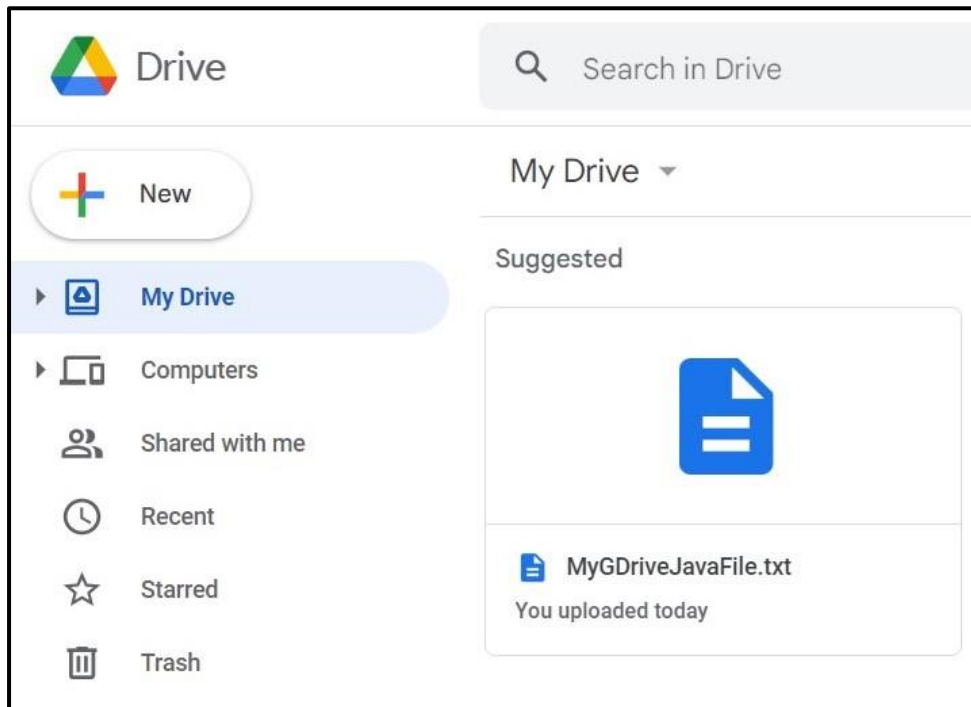 Drive
Search in Drive
New
My Drive
Computers
Shared with me
Recent
Starred
Trash
My Drive
Suggested
MyGDriveJavaFile.txt
You uploaded today